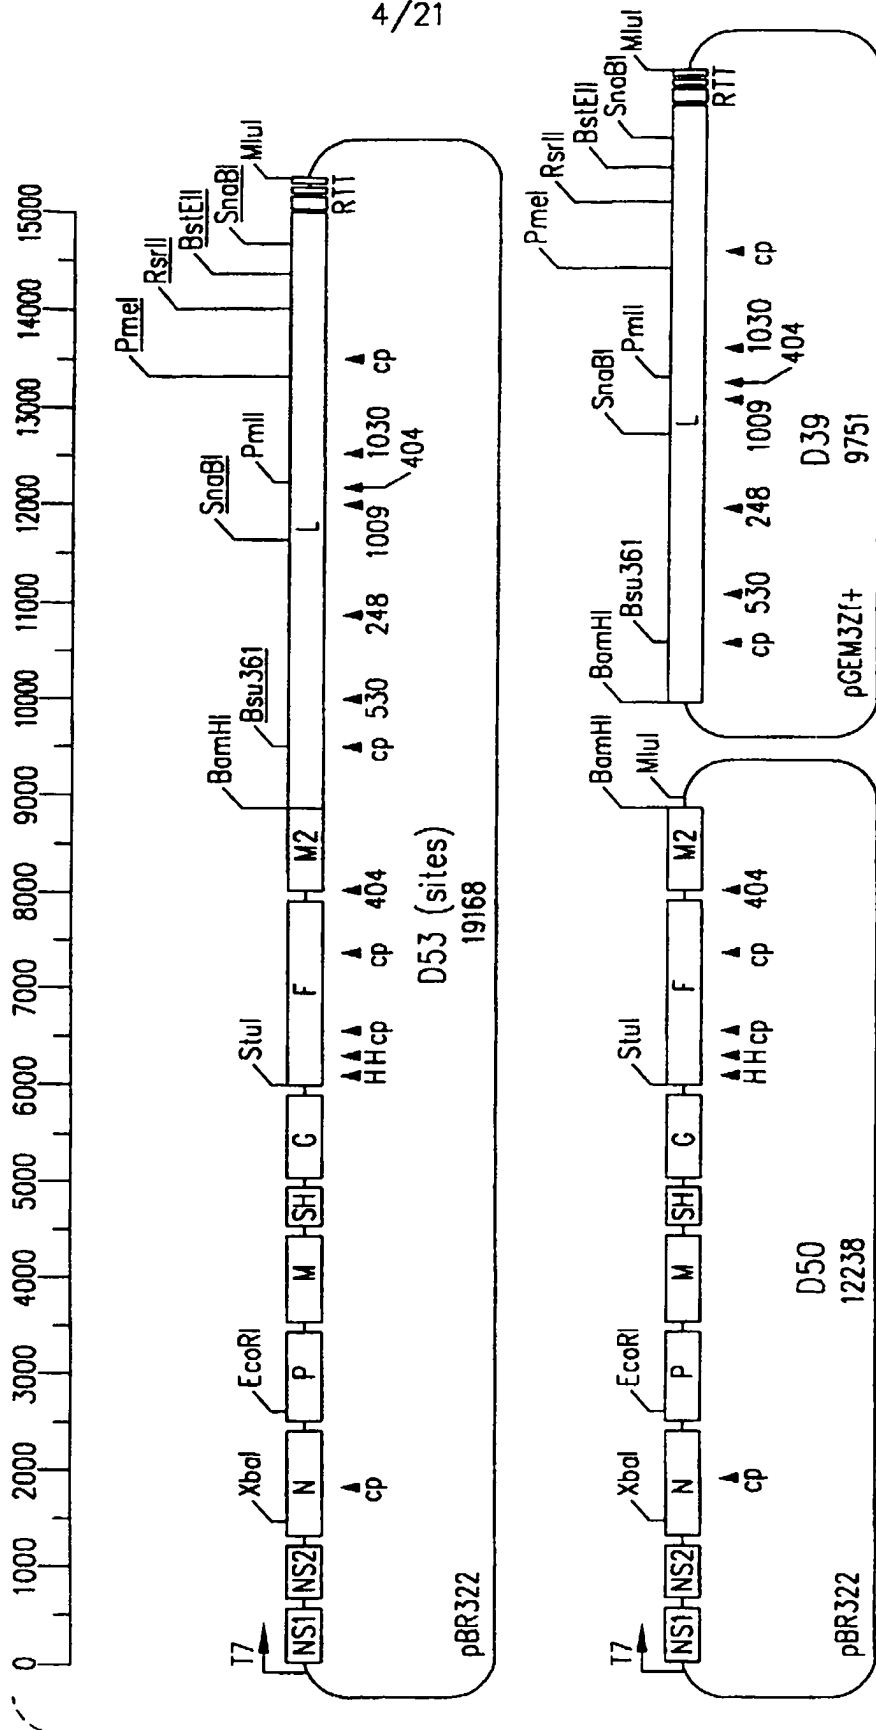 4/21
0 1000 2000 3000 4000 5000 6000 7000 8000 9000 10000 11000 12000 13000 14000 15000
T7
XbaI EcoRI StuI BamHI Bsu361 SnaBI PmlI PmeI RsrII BstEII SnaBI MluI
NS1 NS2 N P M SH G F M2 L RTT
cp HHcp cp 404 cp 530 248 1009 404 1030 cp
D53 (sites)
19168
pBR322
T7
XbaI EcoRI StuI BamHI MluI
NS1 NS2 N P M SH G F M2
cp HHcp cp 404
D50
12238
pBR322
BamHI Bsu361 SnaBI PmlI PmeI RsrII BstEII SnaBI MluI
L RTT
cp 530 248 1009 404 1030 cp
D39
9751
pGEM3Zf+